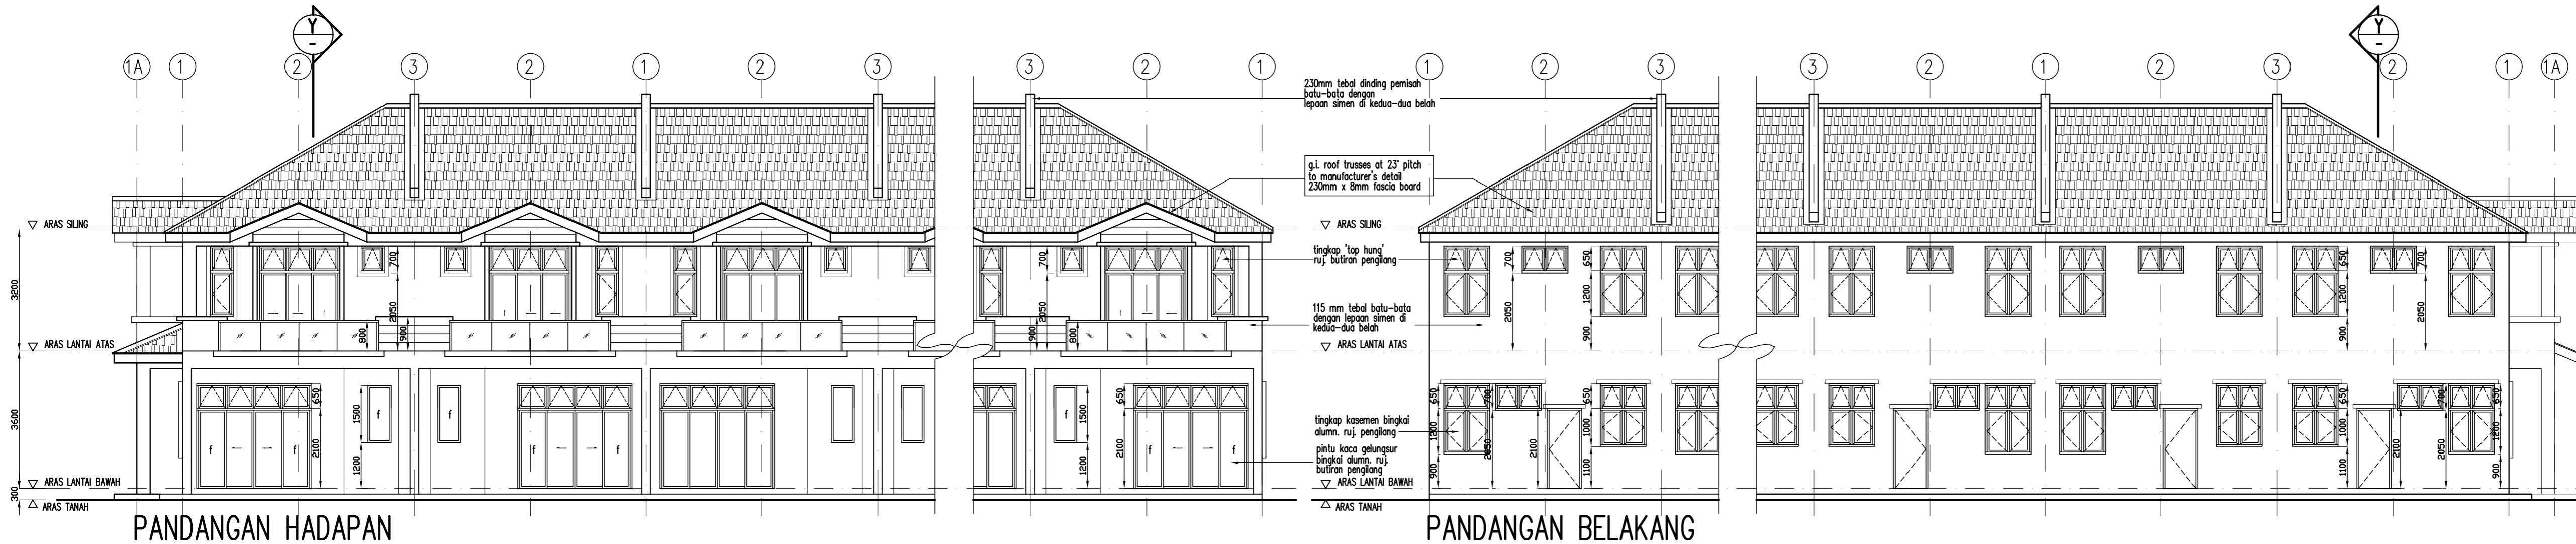 Y
-
Y
-
1A 1 2 3 2 1 2 3 3 2 1
1 2 3 3 2 1 2 3 2 1 1A
230mm tebal dinding pemisah
batu-bata dengan
lepaan simen di kedua-dua belah
g.i. roof trusses at 23° pitch
to manufacturer's detail
230mm x 8mm fascia board
ARAS SILING
ARAS SILING
tingkap 'top hung'
ruj. butiran pengilang
115 mm tebal batu-bata
dengan lepaan simen di
kedua-dua belah
ARAS LANTAI ATAS
ARAS LANTAI ATAS
tingkap kasemen bingkai
alumn. ruj. pengilang
pintu kaca gelungsur
bingkai alumn. ruj.
butiran pengilang
ARAS LANTAI BAWAH
ARAS LANTAI BAWAH
ARAS TANAH
ARAS TANAH
3200
3600
300
700
2050
900
800
700
2050
900
800
f
f
f
f
650
2100
1500
1200
f
f
f
f
f
f
1500
1200
650
2100
f
700
2050
650
1200
900
650
1200
900
700
2050
650
1200
900
700
2050
2100
650
1000
1100
650
1000
1100
2100
700
2050
650
1200
900
PANDANGAN HADAPAN
PANDANGAN BELAKANG